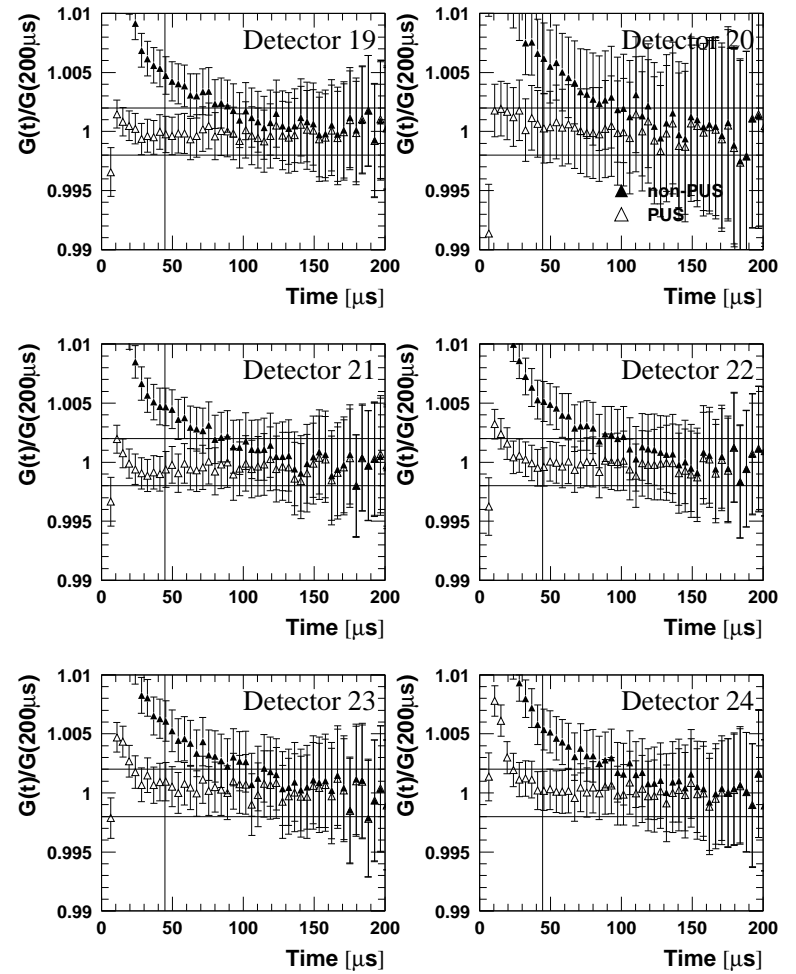 G(t)/G(200μs)
1.01
1.005
1
0.995
0.99
Detector 19
0 50 100 150 200
Time [μs]
G(t)/G(200μs)
1.01
1.005
1
0.995
0.99
Detector 20
non-PUS
PUS
0 50 100 150 200
Time [μs]
G(t)/G(200μs)
1.01
1.005
1
0.995
0.99
Detector 21
0 50 100 150 200
Time [μs]
G(t)/G(200μs)
1.01
1.005
1
0.995
0.99
Detector 22
0 50 100 150 200
Time [μs]
G(t)/G(200μs)
1.01
1.005
1
0.995
0.99
Detector 23
0 50 100 150 200
Time [μs]
G(t)/G(200μs)
1.01
1.005
1
0.995
0.99
Detector 24
0 50 100 150 200
Time [μs]